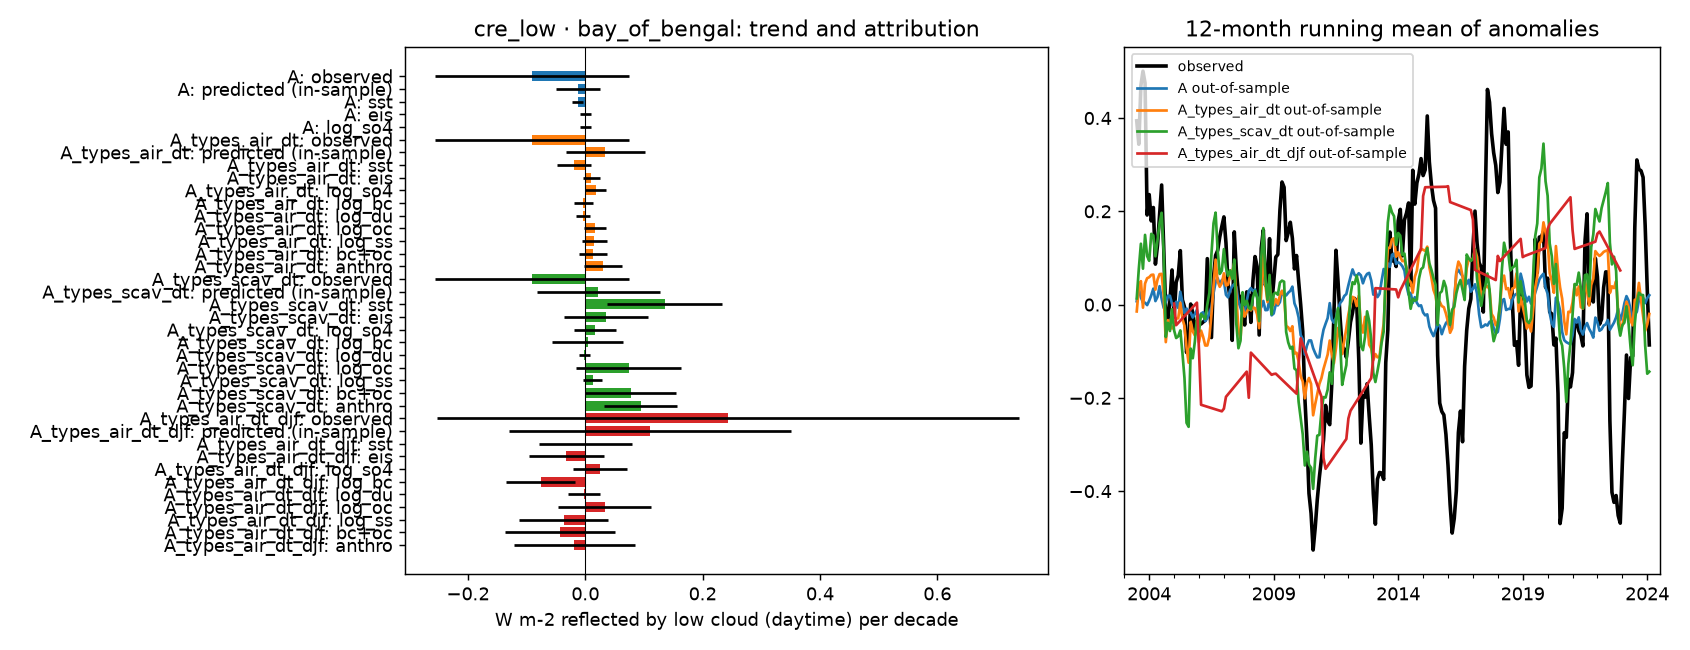 cre_low · bay_of_bengal: trend and attribution
A: observed
A: predicted (in-sample)
A: sst
A: eis
A: log_so4
A_types_air_dt: observed
A_types_air_dt: predicted (in-sample)
A_types_air_dt: sst
A_types_air_dt: eis
A_types_air_dt: log_so4
A_types_air_dt: log_bc
A_types_air_dt: log_du
A_types_air_dt: log_oc
A_types_air_dt: log_ss
A_types_air_dt: bc+oc
A_types_air_dt: anthro
A_types_scav_dt: observed
A_types_scav_dt: predicted (in-sample)
A_types_scav_dt: sst
A_types_scav_dt: eis
A_types_scav_dt: log_so4
A_types_scav_dt: log_bc
A_types_scav_dt: log_du
A_types_scav_dt: log_oc
A_types_scav_dt: log_ss
A_types_scav_dt: bc+oc
A_types_scav_dt: anthro
A_types_air_dt_djf: observed
A_types_air_dt_djf: predicted (in-sample)
A_types_air_dt_djf: sst
A_types_air_dt_djf: eis
A_types_air_dt_djf: log_so4
A_types_air_dt_djf: log_bc
A_types_air_dt_djf: log_du
A_types_air_dt_djf: log_oc
A_types_air_dt_djf: log_ss
A_types_air_dt_djf: bc+oc
A_types_air_dt_djf: anthro
−0.2 0.0 0.2 0.4 0.6
W m-2 reflected by low cloud (daytime) per decade
12-month running mean of anomalies
observed
A out-of-sample
A_types_air_dt out-of-sample
A_types_scav_dt out-of-sample
A_types_air_dt_djf out-of-sample
0.4
0.2
0.0
−0.2
−0.4
2004 2009 2014 2019 2024